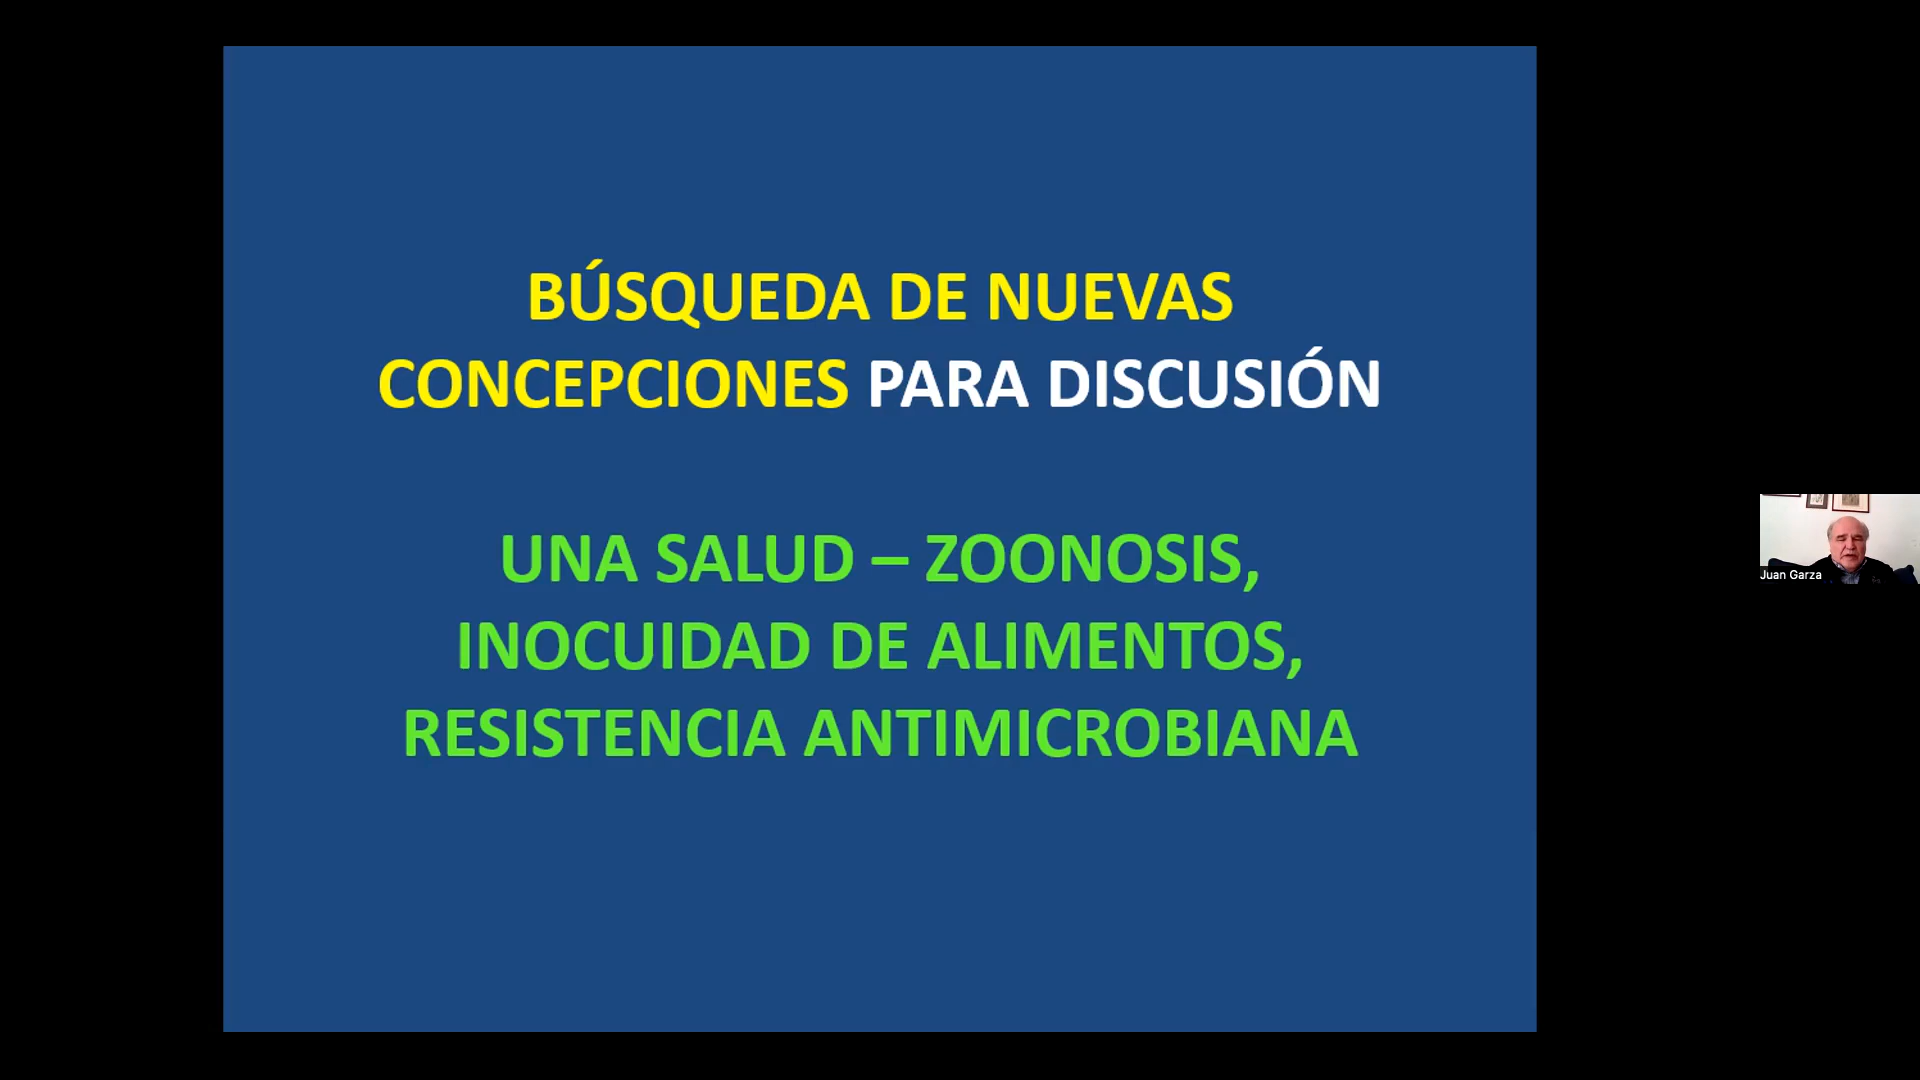 BÚSQUEDA DE NUEVAS
CONCEPCIONES PARA DISCUSIÓN
UNA SALUD – ZOONOSIS,
INOCUIDAD DE ALIMENTOS,
RESISTENCIA ANTIMICROBIANA
Juan Garza